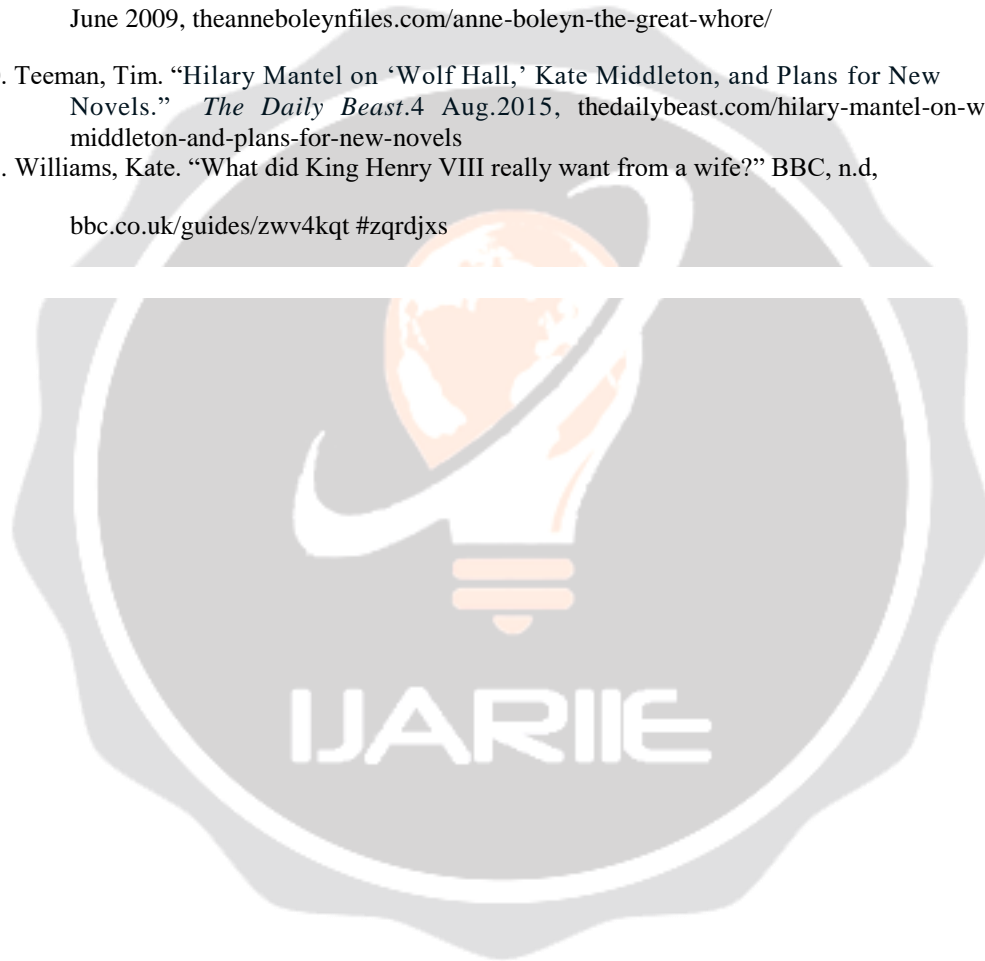 June 2009, theanneboleynfiles.com/anne-boleyn-the-great-whore/
. Teeman, Tim. “Hilary Mantel on ‘Wolf Hall,’ Kate Middleton, and Plans for New
Novels.” The Daily Beast.4 Aug.2015, thedailybeast.com/hilary-mantel-on-w
middleton-and-plans-for-new-novels
. Williams, Kate. “What did King Henry VIII really want from a wife?” BBC, n.d,
bbc.co.uk/guides/zwv4kqt #zqrdjxs
IJARIIE